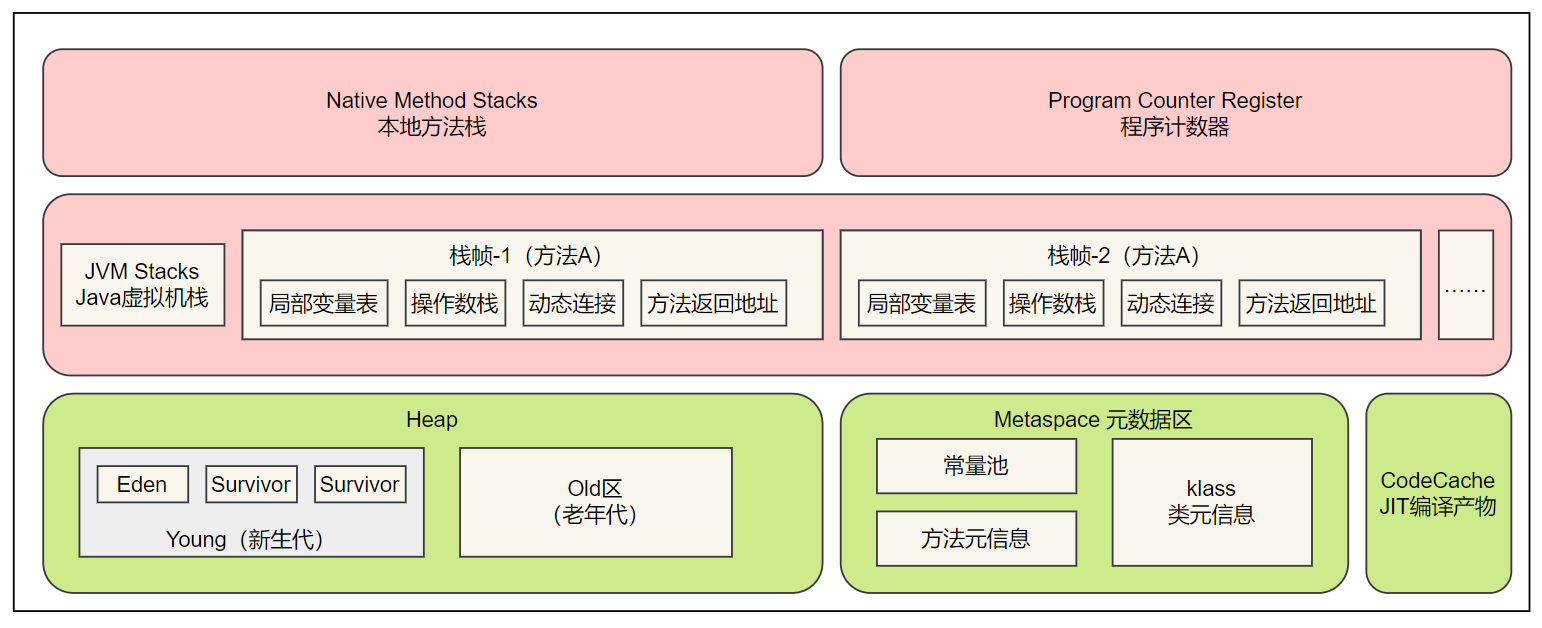 Native Method Stacks
本地方法栈
Program Counter Register
程序计数器
JVM Stacks
Java虚拟机栈
栈帧-1（方法A）
局部变量表
操作数栈
动态连接
方法返回地址
栈帧-2（方法A）
局部变量表
操作数栈
动态连接
方法返回地址
……
Heap
Eden
Survivor
Survivor
Young（新生代）
Old区
（老年代）
Metaspace 元数据区
常量池
方法元信息
klass
类元信息
CodeCache
JIT编译产物